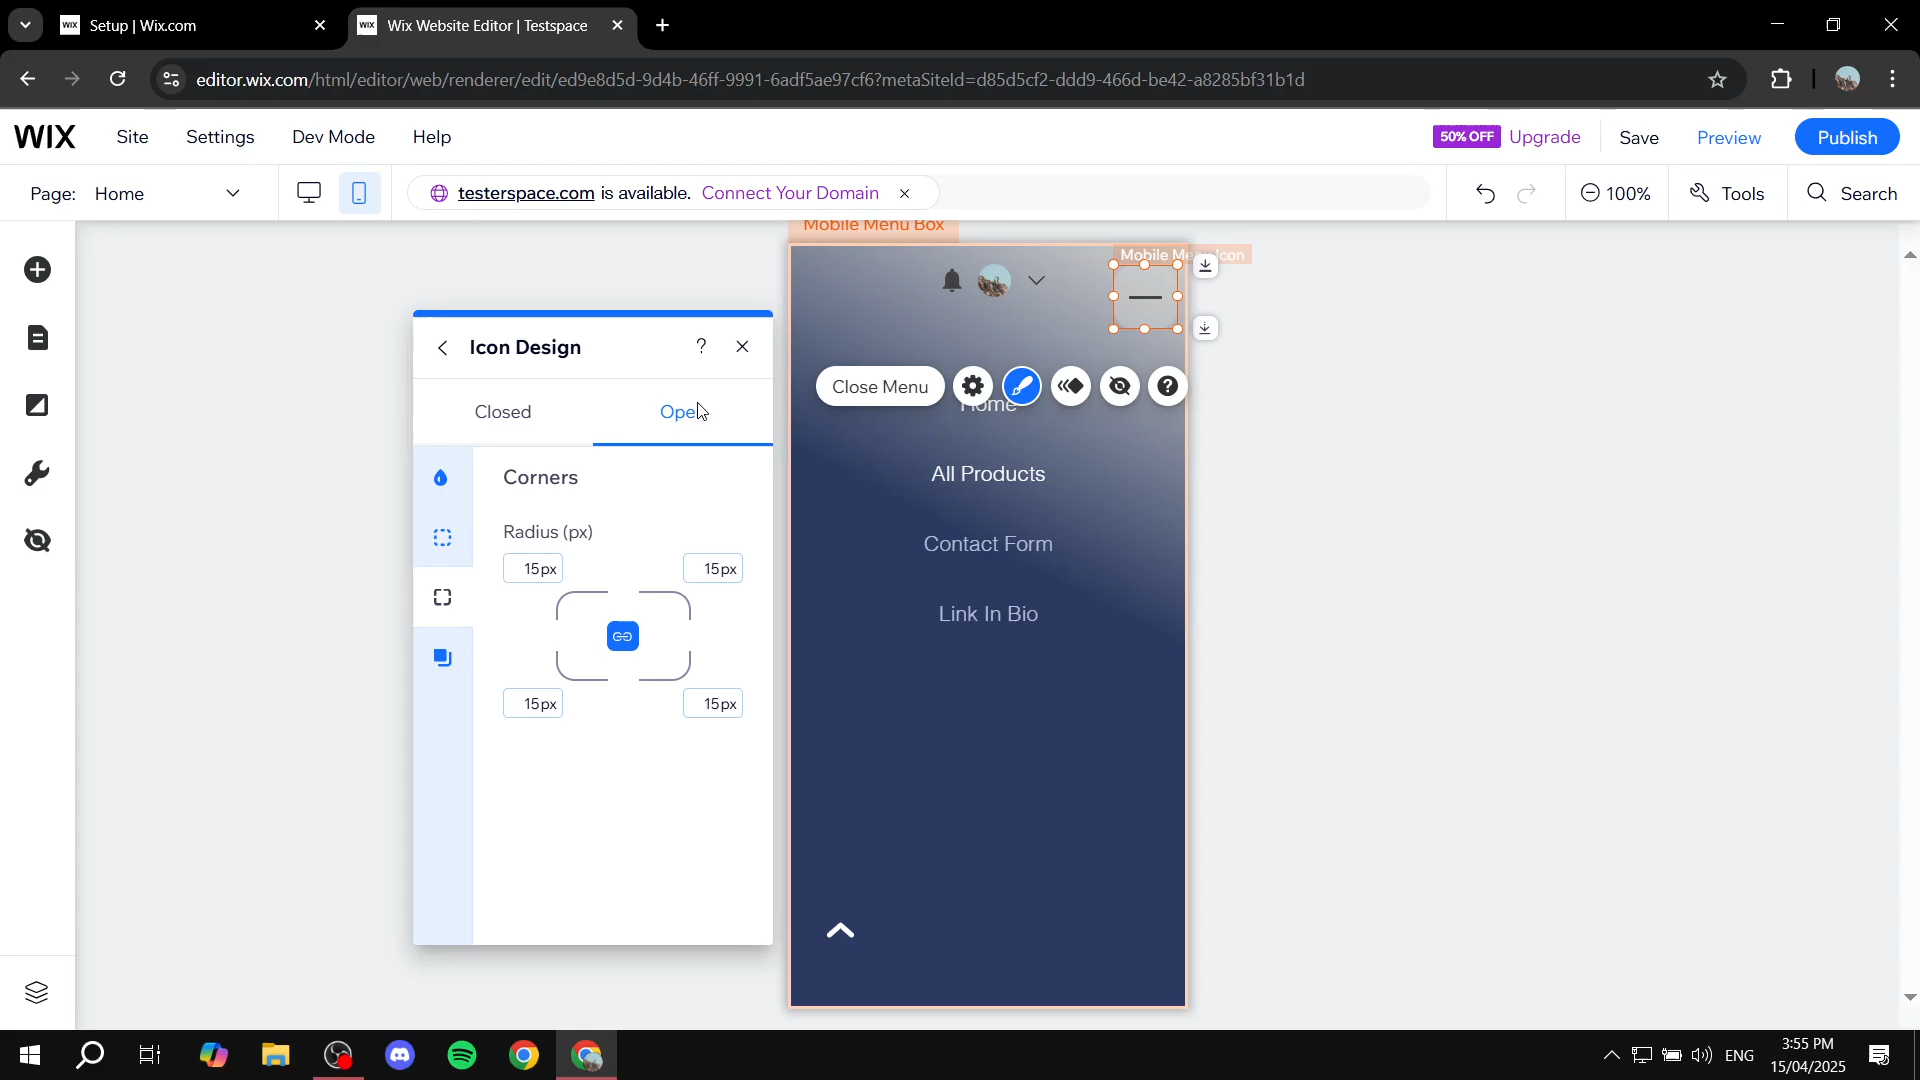 Setup | Wix.com
Wix Website Editor | Testspace
editor.wix.com/html/editor/web/renderer/edit/ed9e8d5d-9d4b-46ff-9991-6adf5ae97cf6?metaSiteId=d85d5cf2-ddd9-466d-be42-a8285bf31b1d
WIX
Site
Settings
Dev Mode
Help
50% OFF
Upgrade
Save
Preview
Publish
Page:
Home
testerspace.com is available. Connect Your Domain
100%
Tools
Search
Mobile Menu Box
Icon Design
?
Closed
Corners
Radius (px)
15px
15px
15px
15px
Close Menu
Home
All Products
Contact Form
Link In Bio
ENG
3:55 PM
15/04/2025